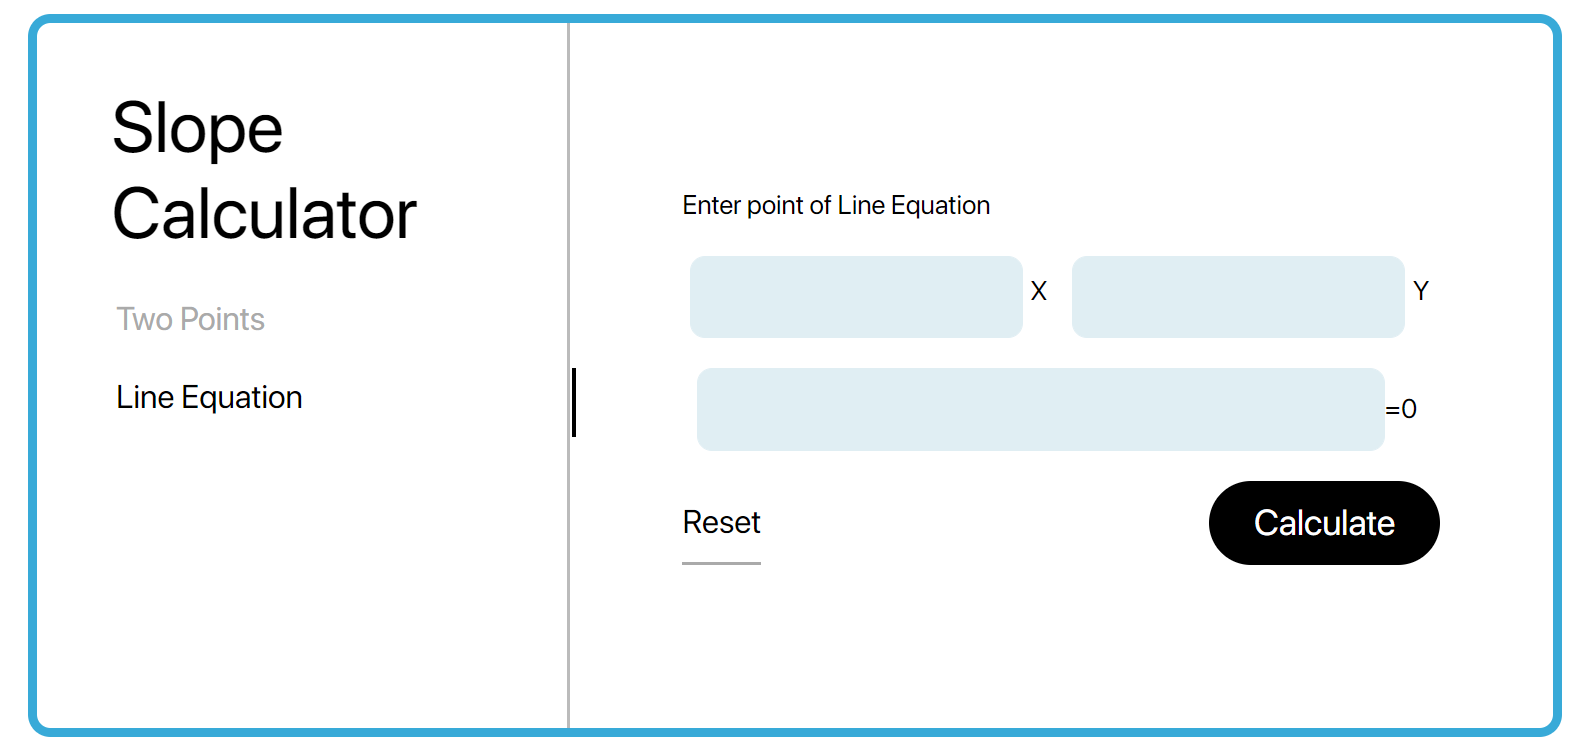 Slope
Calculator
Two Points
Line Equation
Enter point of Line Equation
X
Y
=0
Reset
Calculate